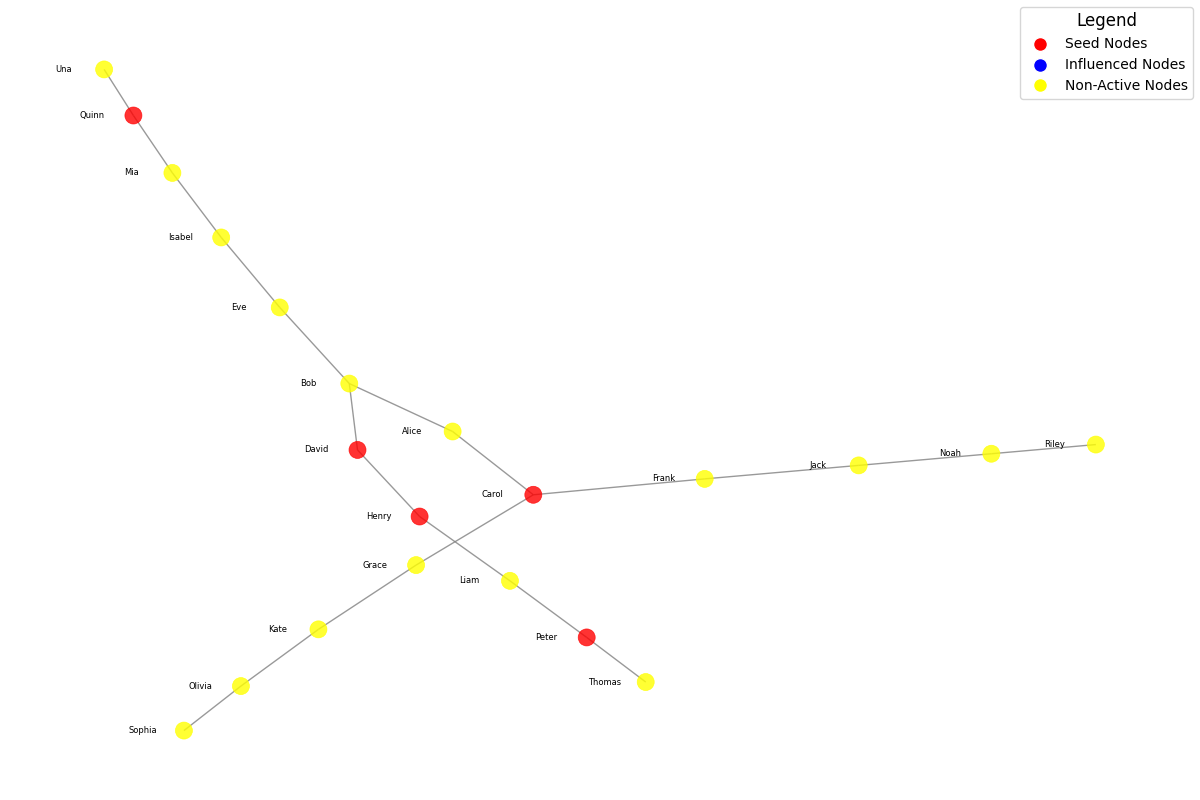 Legend
Seed Nodes
Influenced Nodes
Non-Active Nodes
Una
Quinn
Mia
Isabel
Eve
Bob
Alice
David
Riley
Noah
Jack
Frank
Carol
Henry
Grace
Liam
Kate
Peter
Thomas
Olivia
Sophia